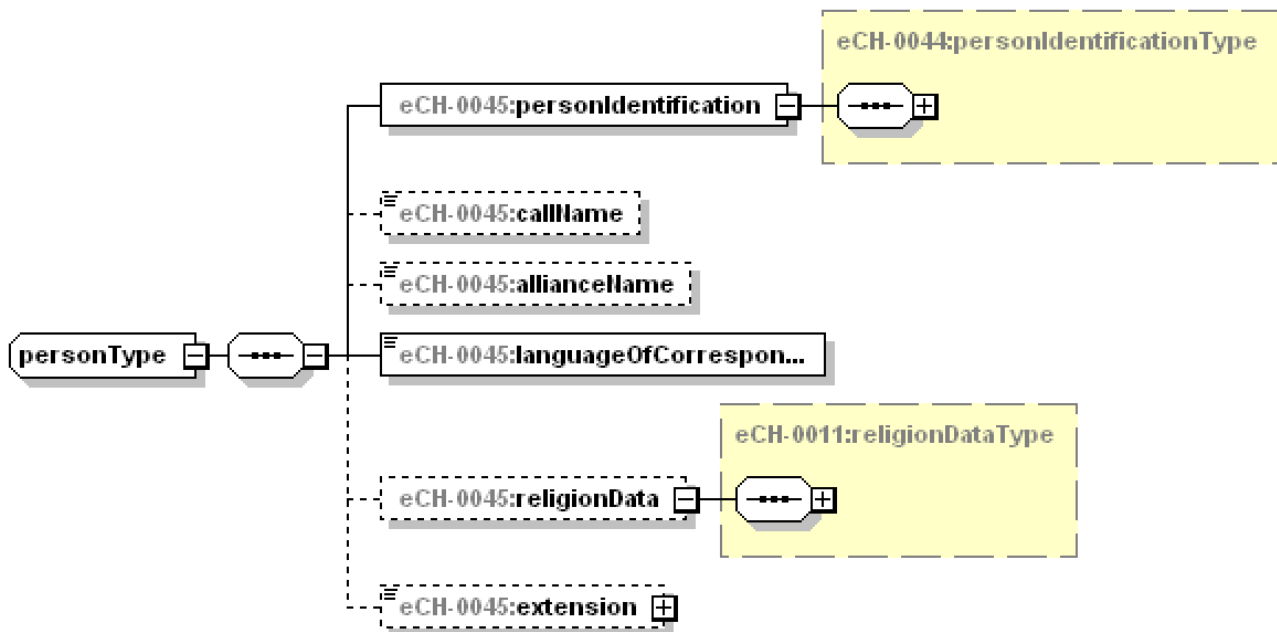 eCH-0044:personIdentificationType
eCH-0045:personIdentification
eCH-0045:callName
eCH-0045:allianceName
personType
eCH-0045:languageOfCorrespon...
eCH-0011:religionDataType
eCH-0045:religionData
eCH-0045:extension